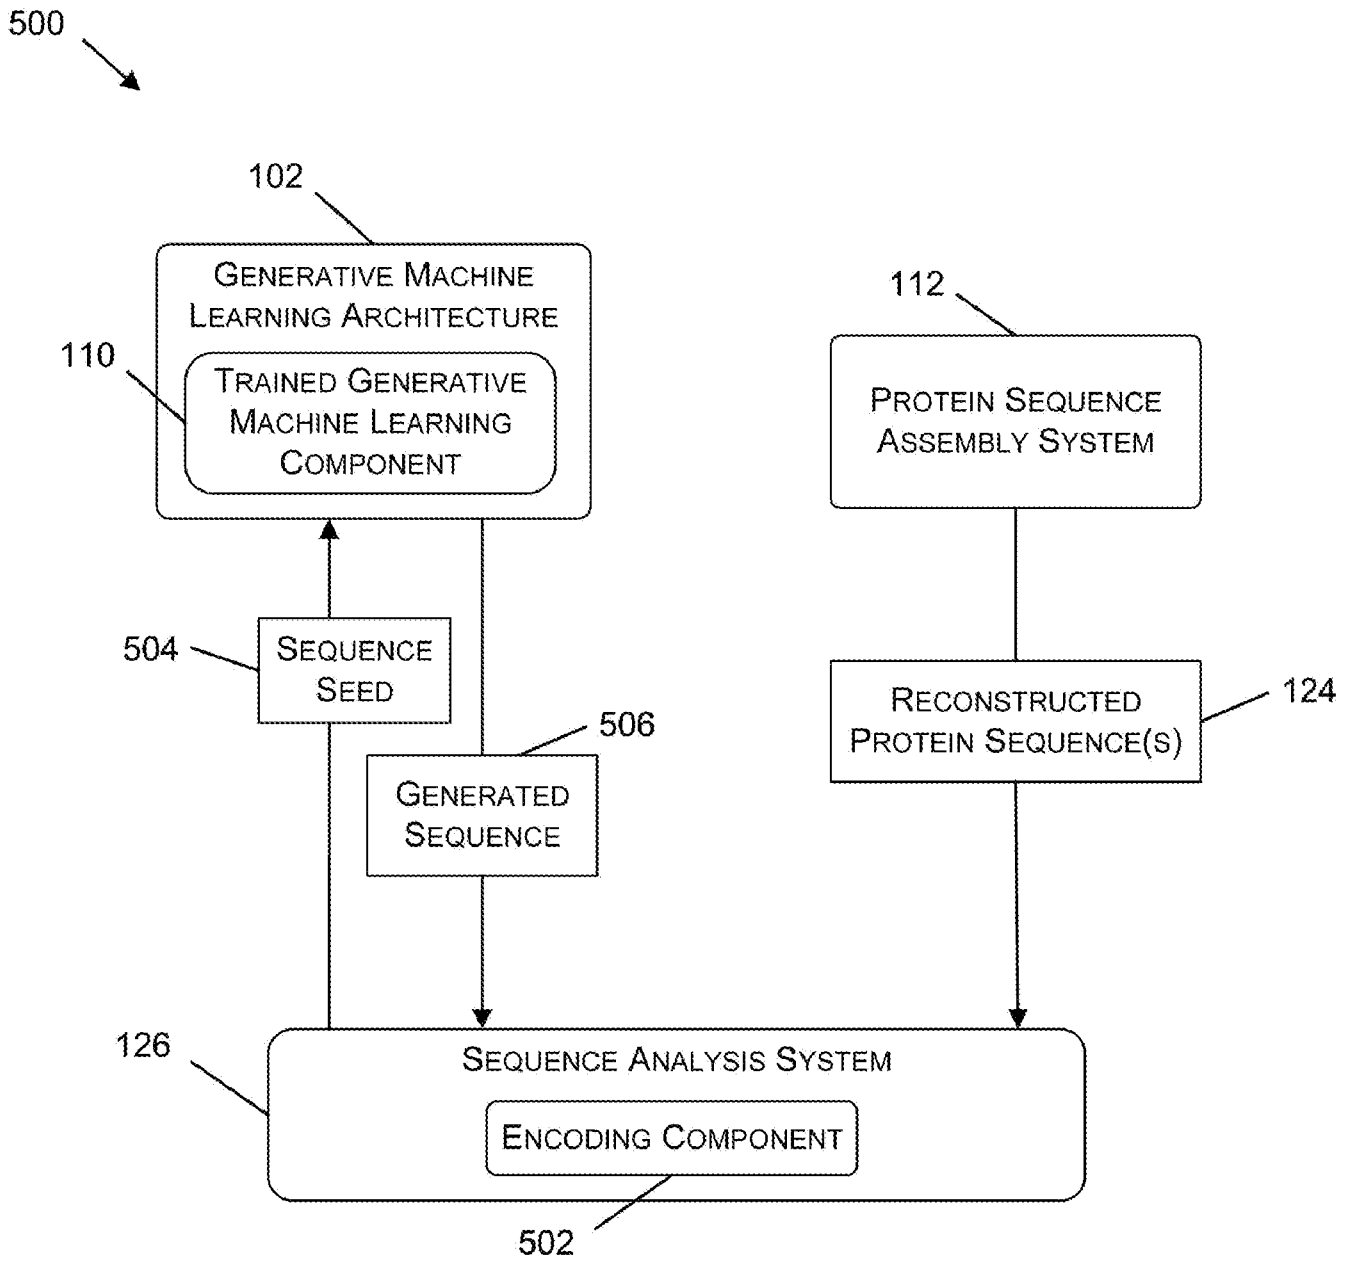 500
102
GENERATIVE MACHINE
LEARNING ARCHITECTURE
110
TRAINED GENERATIVE
MACHINE LEARNING
COMPONENT
112
PROTEIN SEQUENCE
ASSEMBLY SYSTEM
504
SEQUENCE
SEED
506
GENERATED
SEQUENCE
RECONSTRUCTED
PROTEIN SEQUENCE(S)
124
126
SEQUENCE ANALYSIS SYSTEM
ENCODING COMPONENT
502